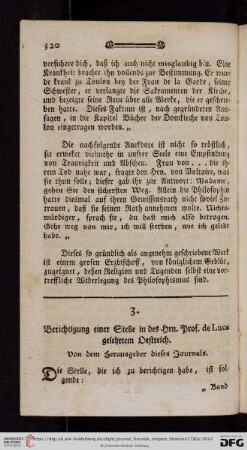 320
versichere dich, daß ich auch nicht misglaubig bin. Eine
Krankheit brachte ihn vollends zur Bestimmung. Er wur-
de krank zu Toulon bey der Frau de la Garde, seiner
Schwester, er verlangte die Sakramenten der Kirche,
und bezeigte seine Reue über alle Werke, die er geschrie-
ben hatte. Dieses Faktum ist, nach gegründeten Aus-
sagen, in die Kapitel Bücher der Domkirche von Tou-
lon eingetragen worden. „
Die nachfolgende Anekdote ist nicht so tröstlich,
sie erweket vielmehr in unsrer Seele eine Empfindung
von Traurigkeit und Abscheu. Frau von . . die ih-
rem Tod nahe war, fragte den Hrn. von Voltaire, was
sie thun solle; dieser gab ihr zur Antwort: Madame,
gehen Sie den sichersten Weg. Allein die Philosophin
hatte diesmal auf ihren Gewissensrath nicht soviel Zu-
trauen, daß sie seinen Rath annehmen wollte. Nichts-
würdiger, sprach sie, du hast mich also betrogen.
Gehe weg von mir, ich will sterben, wie ich gelebt
habe. „
Dieses so gründlich als angenehm geschriebene Werk
ist einem großen Erzbischoff, von königlichem Geblüt,
zugeeignet, dessen Religion und Tugenden selbst eine vor-
treffliche Widerlegung des Philosophismus sind.
3.
Berichtigung einer Stelle in des Hrn. Prof. de Luca
gelehrtem Oestreich.
Von dem Herausgeber dieses Journals.
Die Stelle, die ich zu berichtigen habe, ist fol-
gende:
„ Band